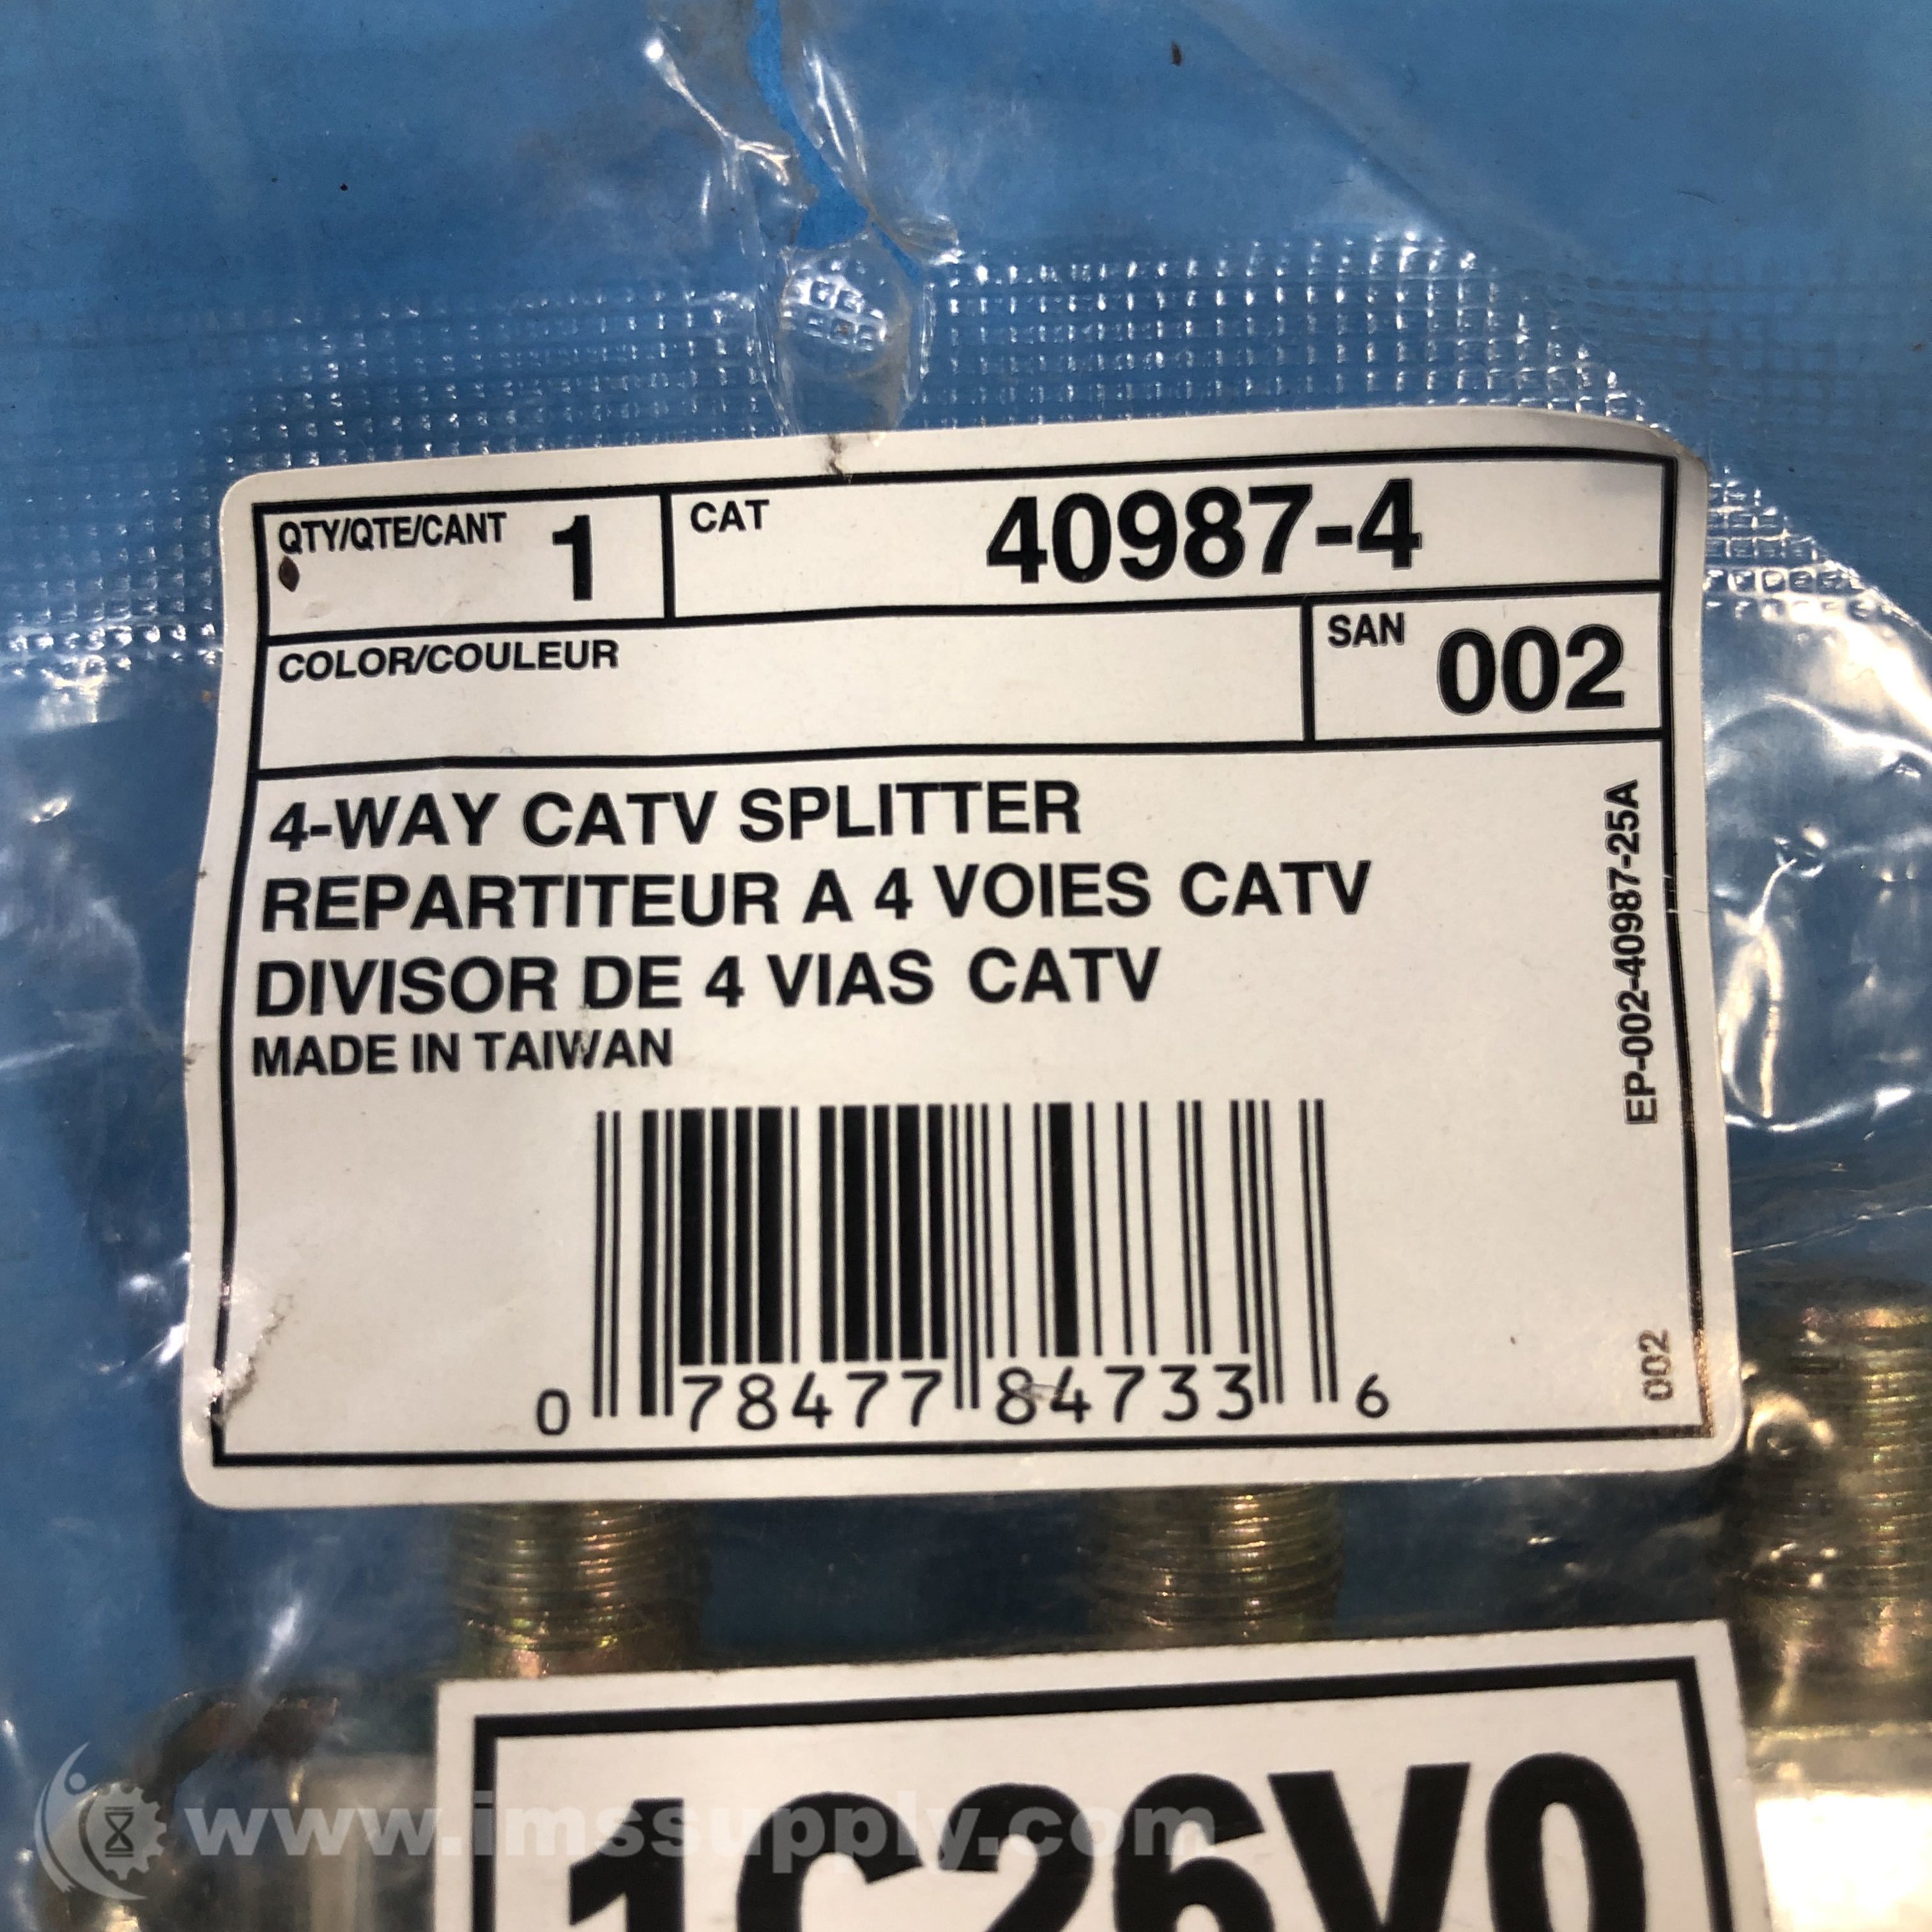 QTY/QTE/CANT 1 CAT 40987-4
COLOR/COULEUR SAN 002
4-WAY CATV SPLITTER
REPARTITEUR A 4 VOIES CATV
DIVISOR DE 4 VIAS CATV
MADE IN TAIWAN
EP-002-40987-25A
002
0 78477 84733 6
1C26V0
www.imssupply.com